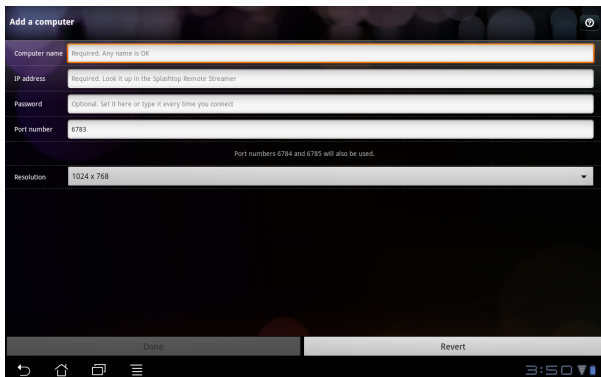 Add a computer
Computer name Required. Any name is OK
IP address Required. Look it up in the Splashtop Remote Streamer
Password Optional. Set it here or type it every time you connect
Port number 6783
Port numbers 6784 and 6785 will also be used.
Resolution 1024 x 768
Done Revert
3:50